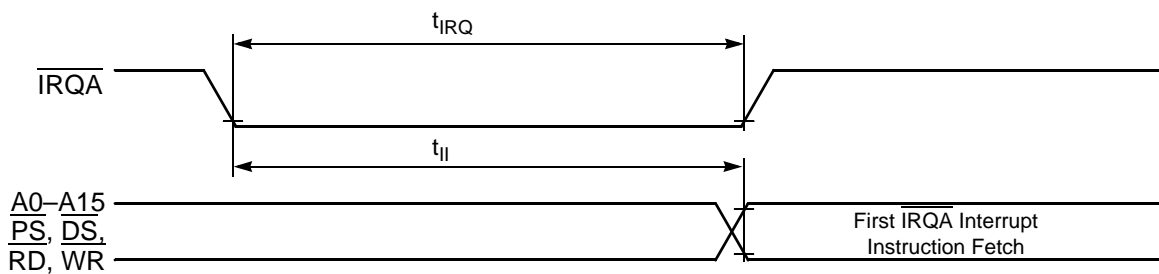 tIRQ
IRQA
tII
A0–A15
PS, DS,
RD, WR
First IRQA Interrupt
Instruction Fetch